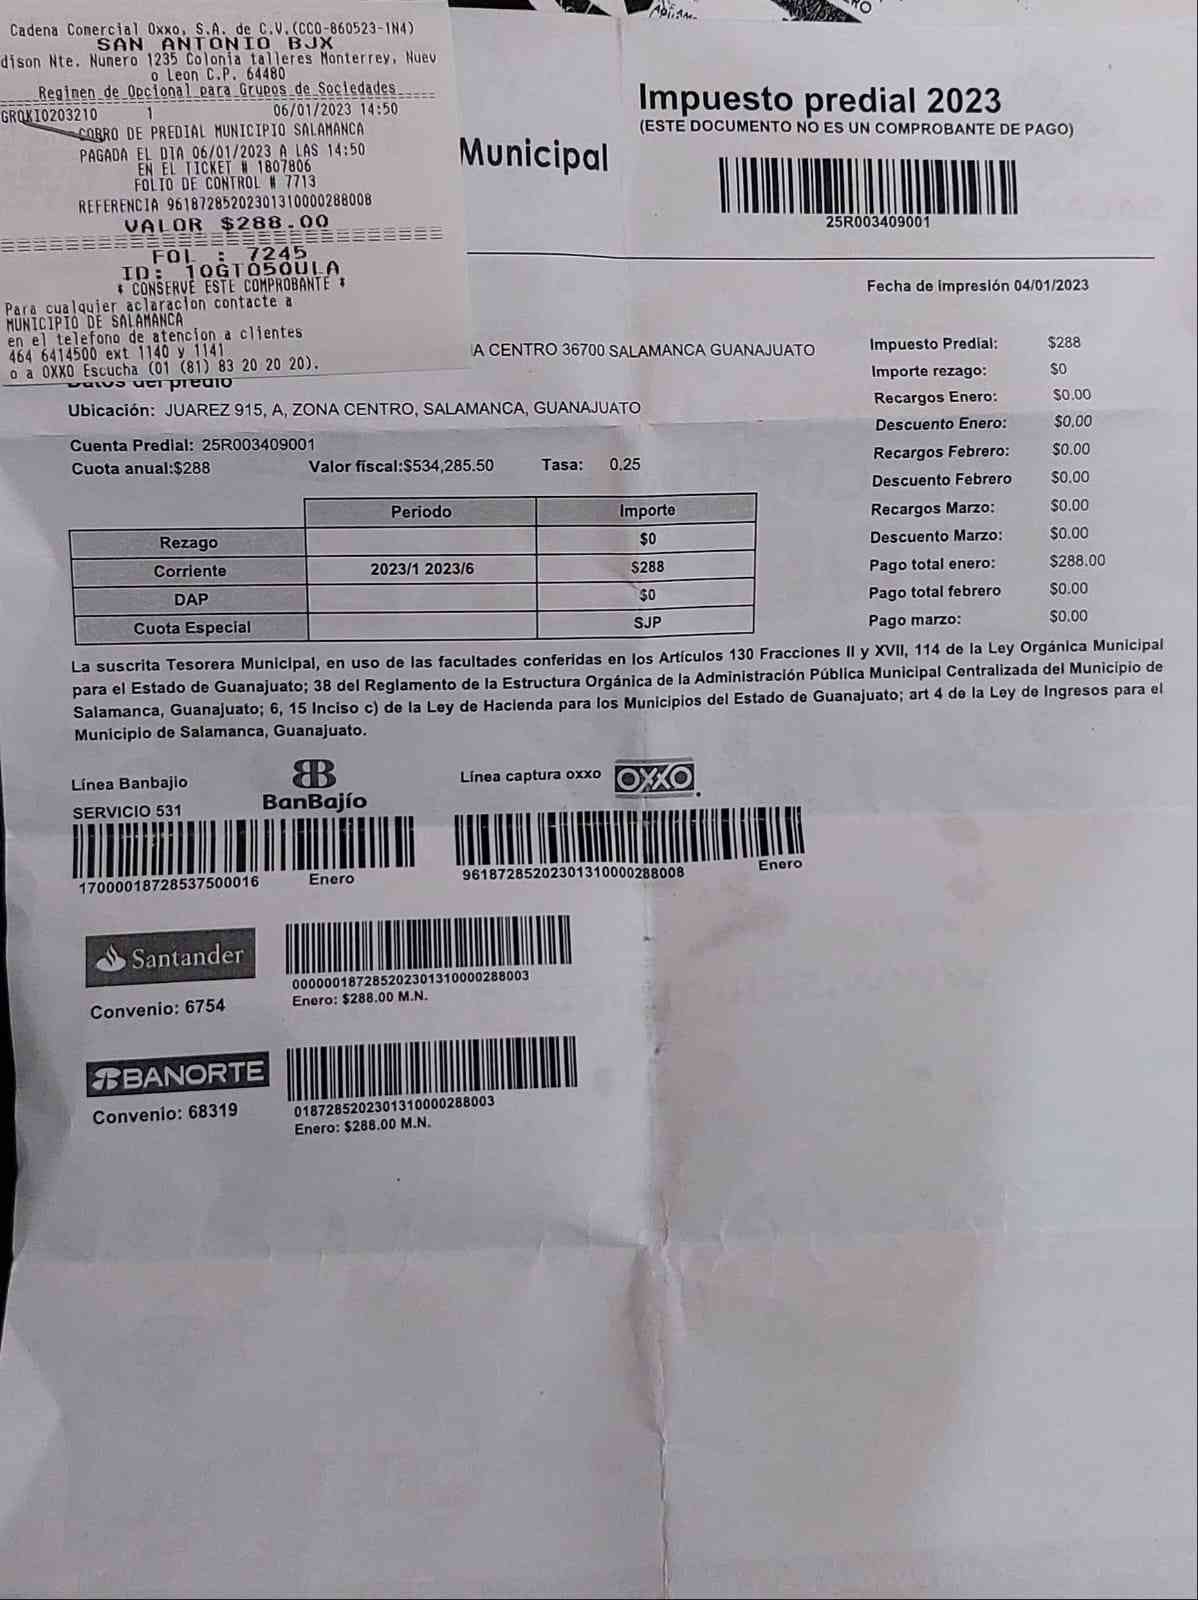 Cadena Comercial Oxxo, S.A. de C.V.(CCO-860523-1N4)
SAN ANTONIO BJX
dison Nte. Numero 1235 Colonia talleres Monterrey, Nuev
o Leon C.P. 64480
Regimen de Opcional para Grupos de Sociedades
GROKIO203210 1 06/01/2023 14:50
COBRO DE PREDIAL MUNICIPIO SALAMANCA
PAGADA EL DIA 06/01/2023 A LAS 14:50
EN EL TICKET # 1807806
FOLIO DE CONTROL # 7713
REFERENCIA 96187285202301310000288008
VALOR $288.00
FOL : 7245
ID: 10GTO50ULA
* CONSERVE ESTE COMPROBANTE *
Para cualquier aclaracion contacte a
MUNICIPIO DE SALAMANCA
en el telefono de atencion a clientes
464 6414500 ext 1140 y 1141
o a OXXO Escucha (01 (81) 83 20 20 20).
Municipal
Impuesto predial 2023
(ESTE DOCUMENTO NO ES UN COMPROBANTE DE PAGO)
25R003409001
Fecha de impresión 04/01/2023
A CENTRO 36700 SALAMANCA GUANAJUATO
Datos del predio
Ubicación: JUAREZ 915, A, ZONA CENTRO, SALAMANCA, GUANAJUATO
Cuenta Predial: 25R003409001
Cuota anual:$288 Valor fiscal:$534,285.50 Tasa: 0.25
Impuesto Predial: $288
Importe rezago: $0
Recargos Enero: $0.00
Descuento Enero: $0.00
Recargos Febrero: $0.00
Descuento Febrero $0.00
Recargos Marzo: $0.00
Descuento Marzo: $0.00
Pago total enero: $288.00
Pago total febrero $0.00
Pago marzo: $0.00
Periodo Importe
Rezago $0
Corriente 2023/1 2023/6 $288
DAP $0
Cuota Especial SJP
La suscrita Tesorera Municipal, en uso de las facultades conferidas en los Artículos 130 Fracciones II y XVII, 114 de la Ley Orgánica Municipal
para el Estado de Guanajuato; 38 del Reglamento de la Estructura Orgánica de la Administración Pública Municipal Centralizada del Municipio de
Salamanca, Guanajuato; 6, 15 Inciso c) de la Ley de Hacienda para los Municipios del Estado de Guanajuato; art 4 de la Ley de Ingresos para el
Municipio de Salamanca, Guanajuato.
Línea Banbajio
SERVICIO 531
BanBajío
17000018728537500016 Enero
Línea captura oxxo OXXO
96187285202301310000288008 Enero
Santander
Convenio: 6754
000000187285202301310000288003
Enero: $288.00 M.N.
BANORTE
Convenio: 68319
0187285202301310000288003
Enero: $288.00 M.N.